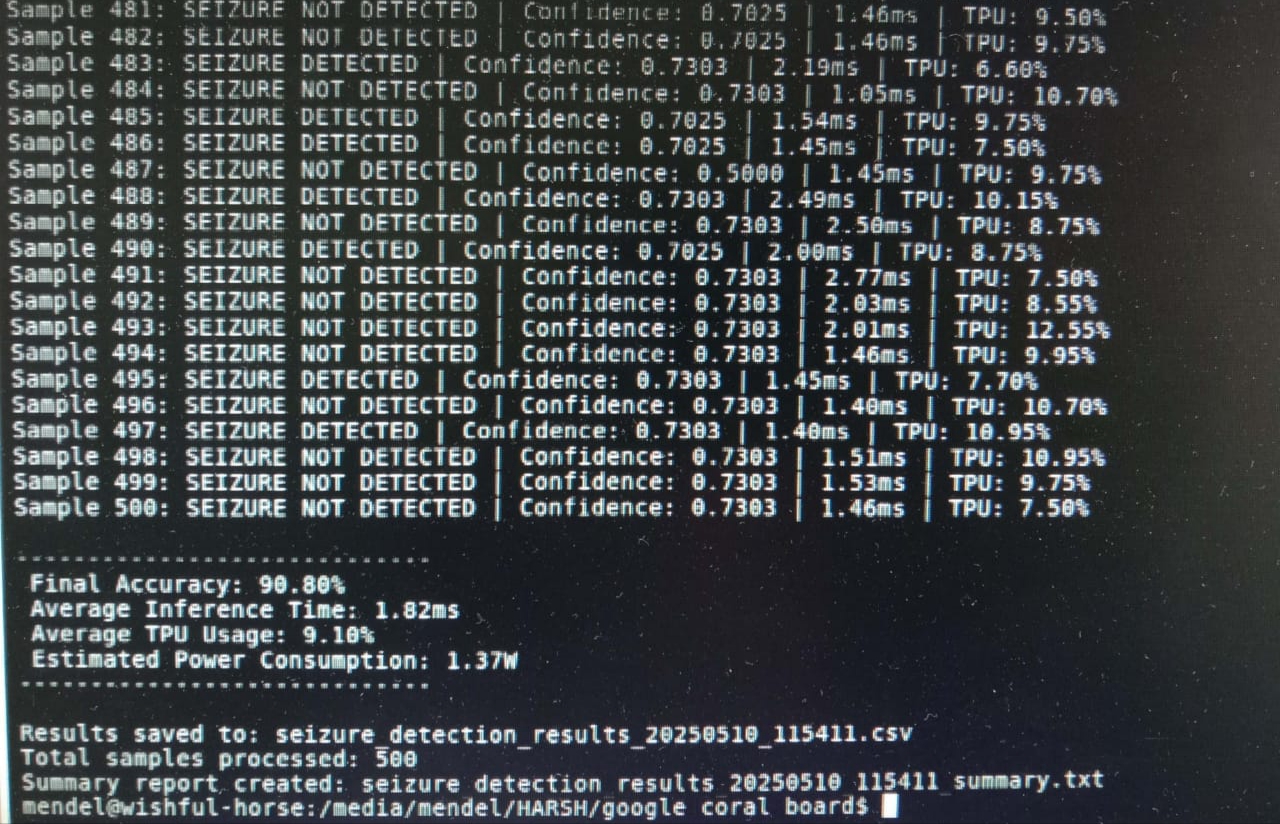 Sample 481: SEIZURE NOT DETECTED | Confidence: 0.7025 | 1.46ms | TPU: 9.50%
Sample 482: SEIZURE NOT DETECTED | Confidence: 0.7025 | 1.46ms | TPU: 9.75%
Sample 483: SEIZURE DETECTED | Confidence: 0.7303 | 2.19ms | TPU: 6.60%
Sample 484: SEIZURE NOT DETECTED | Confidence: 0.7303 | 1.05ms | TPU: 10.70%
Sample 485: SEIZURE DETECTED | Confidence: 0.7025 | 1.54ms | TPU: 9.75%
Sample 486: SEIZURE DETECTED | Confidence: 0.7025 | 1.45ms | TPU: 7.50%
Sample 487: SEIZURE NOT DETECTED | Confidence: 0.5000 | 1.45ms | TPU: 9.75%
Sample 488: SEIZURE DETECTED | Confidence: 0.7303 | 2.49ms | TPU: 10.15%
Sample 489: SEIZURE NOT DETECTED | Confidence: 0.7303 | 2.50ms | TPU: 8.75%
Sample 490: SEIZURE DETECTED | Confidence: 0.7025 | 2.00ms | TPU: 8.75%
Sample 491: SEIZURE NOT DETECTED | Confidence: 0.7303 | 2.77ms | TPU: 7.50%
Sample 492: SEIZURE NOT DETECTED | Confidence: 0.7303 | 2.03ms | TPU: 8.55%
Sample 493: SEIZURE NOT DETECTED | Confidence: 0.7303 | 2.01ms | TPU: 12.55%
Sample 494: SEIZURE NOT DETECTED | Confidence: 0.7303 | 1.46ms | TPU: 9.95%
Sample 495: SEIZURE DETECTED | Confidence: 0.7303 | 1.45ms | TPU: 7.70%
Sample 496: SEIZURE NOT DETECTED | Confidence: 0.7303 | 1.40ms | TPU: 10.70%
Sample 497: SEIZURE DETECTED | Confidence: 0.7303 | 1.40ms | TPU: 10.95%
Sample 498: SEIZURE NOT DETECTED | Confidence: 0.7303 | 1.51ms | TPU: 10.95%
Sample 499: SEIZURE NOT DETECTED | Confidence: 0.7303 | 1.53ms | TPU: 9.75%
Sample 500: SEIZURE NOT DETECTED | Confidence: 0.7303 | 1.46ms | TPU: 7.50%
-----------------------------
Final Accuracy: 90.80%
Average Inference Time: 1.82ms
Average TPU Usage: 9.10%
Estimated Power Consumption: 1.37W
-----------------------------
Results saved to: seizure_detection_results_20250510_115411.csv
Total samples processed: 500
Summary report created: seizure_detection_results_20250510_115411_summary.txt
mendel@wishful-horse:/media/mendel/HARSH/google coral board$